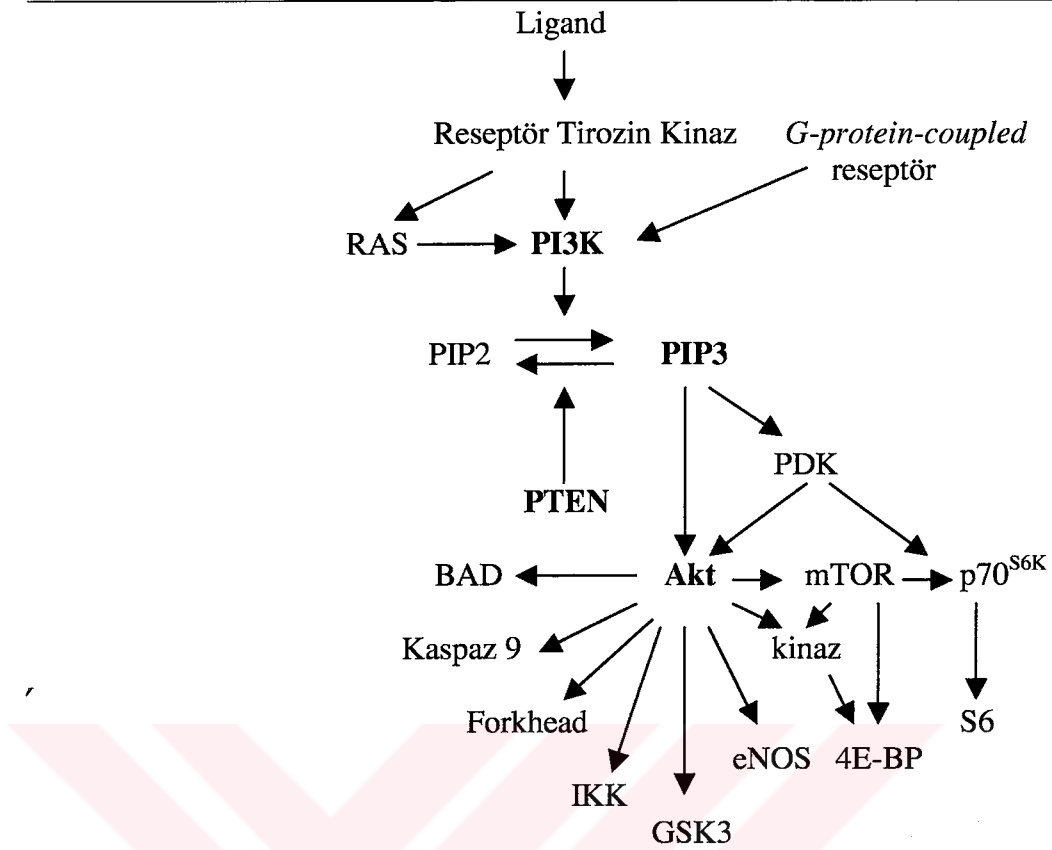 Ligand
Reseptör Tirozin Kinaz
G-protein-coupled
reseptör
RAS
PI3K
PIP2
PIP3
PDK
PTEN
BAD
Akt
mTOR
p70S6K
Kaspaz 9
kinaz
Forkhead
S6
eNOS
4E-BP
IKK
GSK3